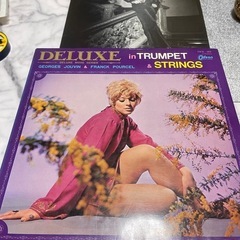 DELUXE in TRUMPET
& STRINGS
GEORGES JOUVIN & FRANCK POURCEL